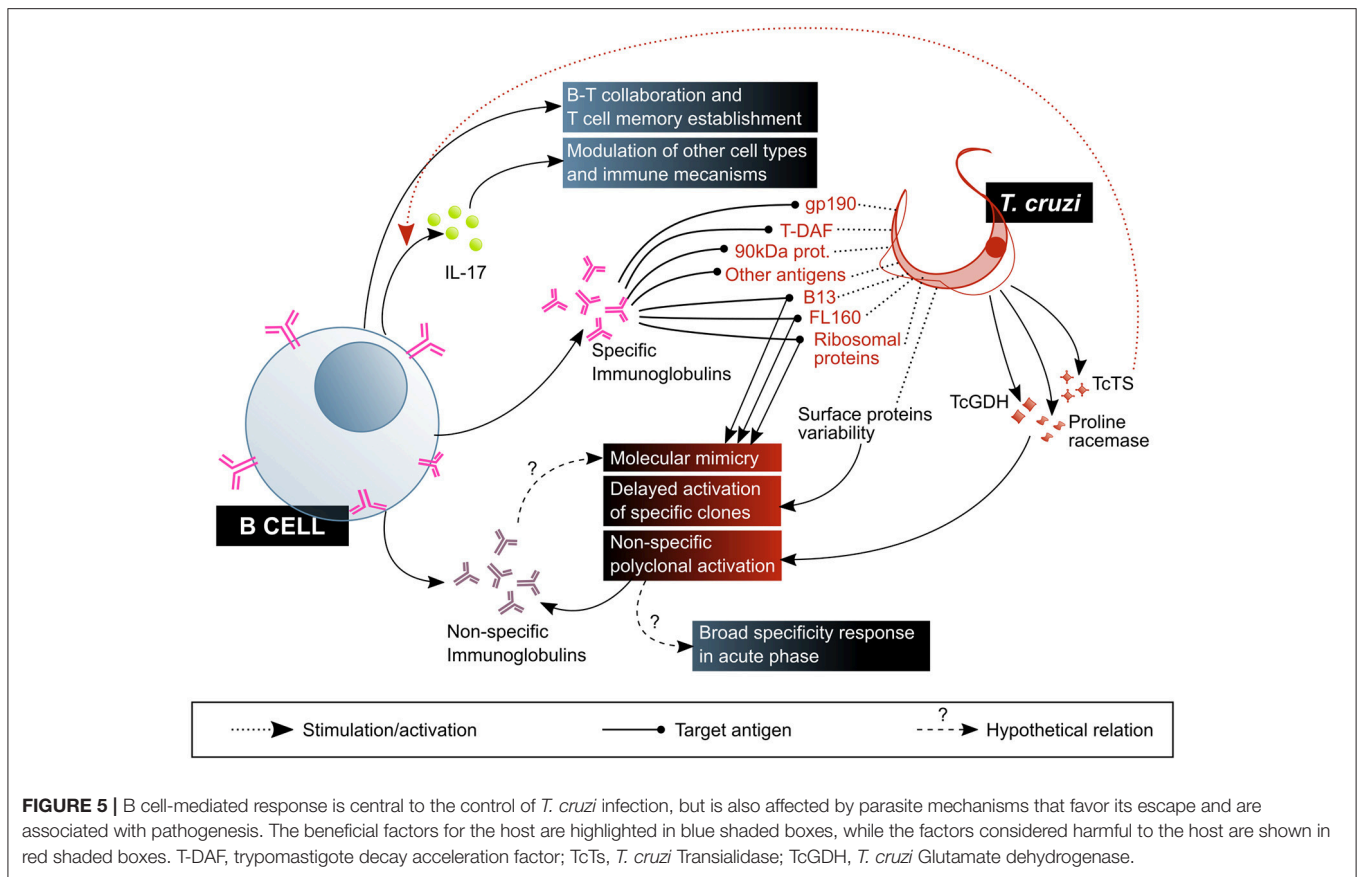 B-T collaboration and
T cell memory establishment
Modulation of other cell types
and immune mecanisms
IL-17
gp190
T-DAF
90kDa prot.
Other antigens
B13
FL160
Ribosomal
proteins
T. cruzi
Specific
Immunoglobulins
TcTS
TcGDH
Proline
racemase
Surface proteins
variability
B CELL
?
Molecular mimicry
Delayed activation
of specific clones
Non-specific
polyclonal activation
Non-specific
Immunoglobulins
?
Broad specificity response
in acute phase
Stimulation/activation
Target antigen
?
Hypothetical relation
FIGURE 5 | B cell-mediated response is central to the control of T. cruzi infection, but is also affected by parasite mechanisms that favor its escape and are
associated with pathogenesis. The beneficial factors for the host are highlighted in blue shaded boxes, while the factors considered harmful to the host are shown in
red shaded boxes. T-DAF, trypomastigote decay acceleration factor; TcTs, T. cruzi Transialidase; TcGDH, T. cruzi Glutamate dehydrogenase.